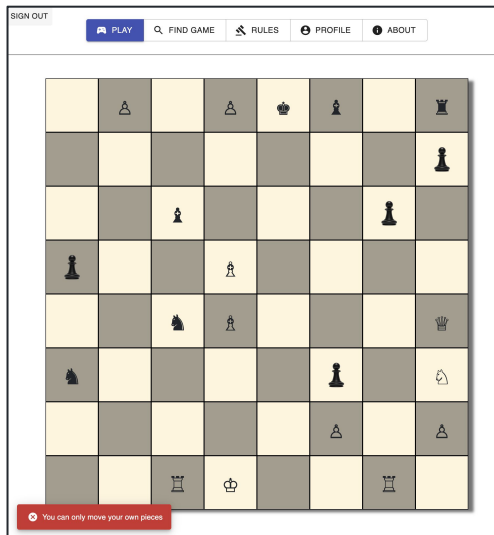 SIGN OUT
PLAY
FIND GAME
RULES
PROFILE
ABOUT
You can only move your own pieces